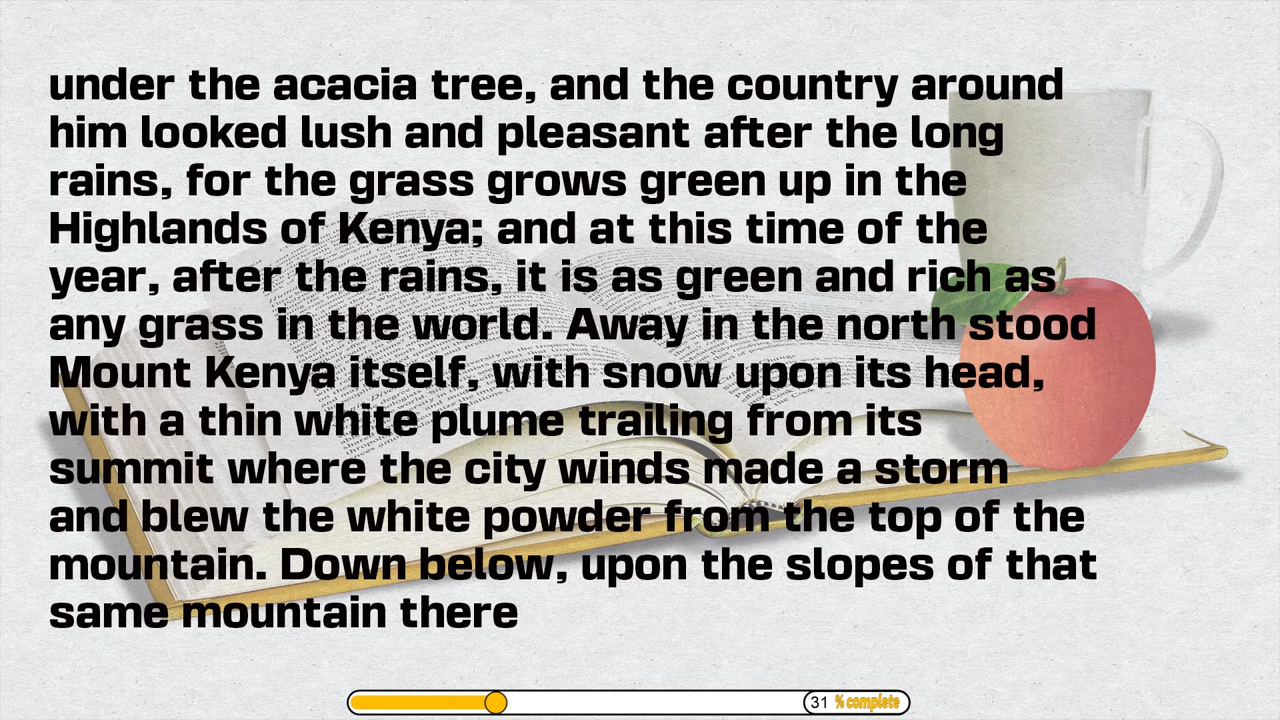 under the acacia tree, and the country around
him looked lush and pleasant after the long
rains, for the grass grows green up in the
Highlands of Kenya; and at this time of the
year, after the rains, it is as green and rich as
any grass in the world. Away in the north stood
Mount Kenya itself, with snow upon its head,
with a thin white plume trailing from its
summit where the city winds made a storm
and blew the white powder from the top of the
mountain. Down below, upon the slopes of that
same mountain there
31 % complete